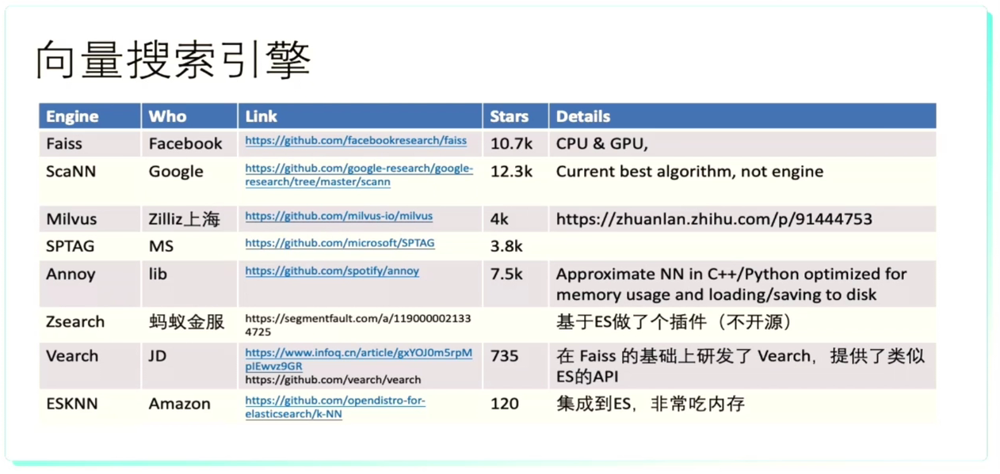 向量搜索引擎
Engine Who Link Stars Details
Faiss Facebook https://github.com/facebookresearch/faiss 10.7k CPU & GPU,
ScaNN Google https://github.com/google-research/google- 12.3k Current best algorithm, not engine
research/tree/master/scann
Milvus Zilliz上海 https://github.com/milvus-io/milvus 4k https://zhuanlan.zhihu.com/p/91444753
SPTAG MS https://github.com/microsoft/SPTAG 3.8k
Annoy lib https://github.com/spotify/annoy 7.5k Approximate NN in C++/Python optimized for
memory usage and loading/saving to disk
Zsearch 蚂蚁金服 https://segmentfault.com/a/119000002133 基于ES做了个插件（不开源）
4725
Vearch JD https://www.infoq.cn/article/gxYOJ0m5rpM 735 在 Faiss 的基础上研发了 Vearch，提供了类似
plEwvz9GR ES的API
https://github.com/vearch/vearch
ESKNN Amazon https://github.com/opendistro-for- 120 集成到ES，非常吃内存
elasticsearch/k-NN